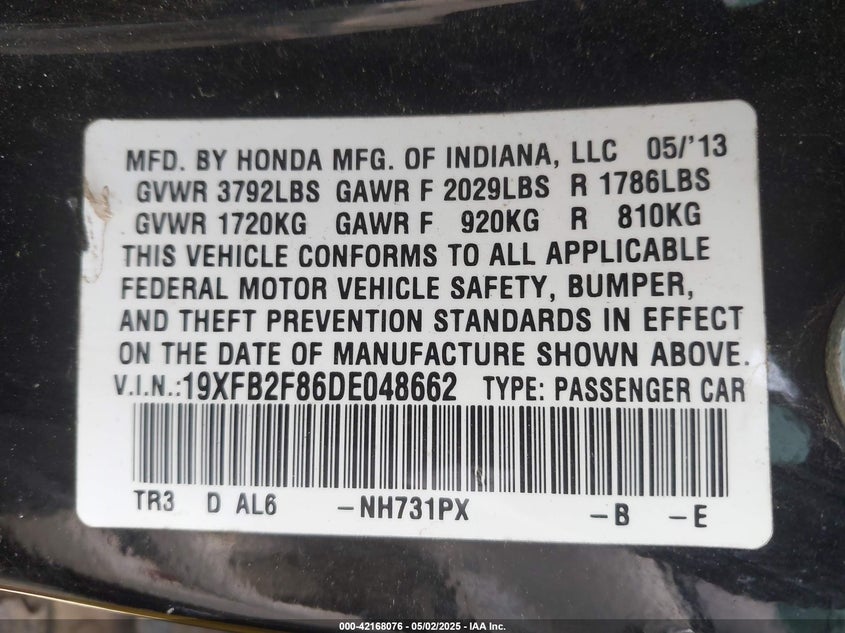 MFD. BY HONDA MFG. OF INDIANA, LLC 05/'13
GVWR 3792LBS GAWR F 2029LBS R 1786LBS
GVWR 1720KG GAWR F 920KG R 810KG
THIS VEHICLE CONFORMS TO ALL APPLICABLE
FEDERAL MOTOR VEHICLE SAFETY, BUMPER,
AND THEFT PREVENTION STANDARDS IN EFFECT
ON THE DATE OF MANUFACTURE SHOWN ABOVE.
V.I.N.:19XFB2F86DE048662 TYPE: PASSENGER CAR
TR3 D AL6 -NH731PX -B -E
000-42168076 - 05/02/2025 - IAA Inc.